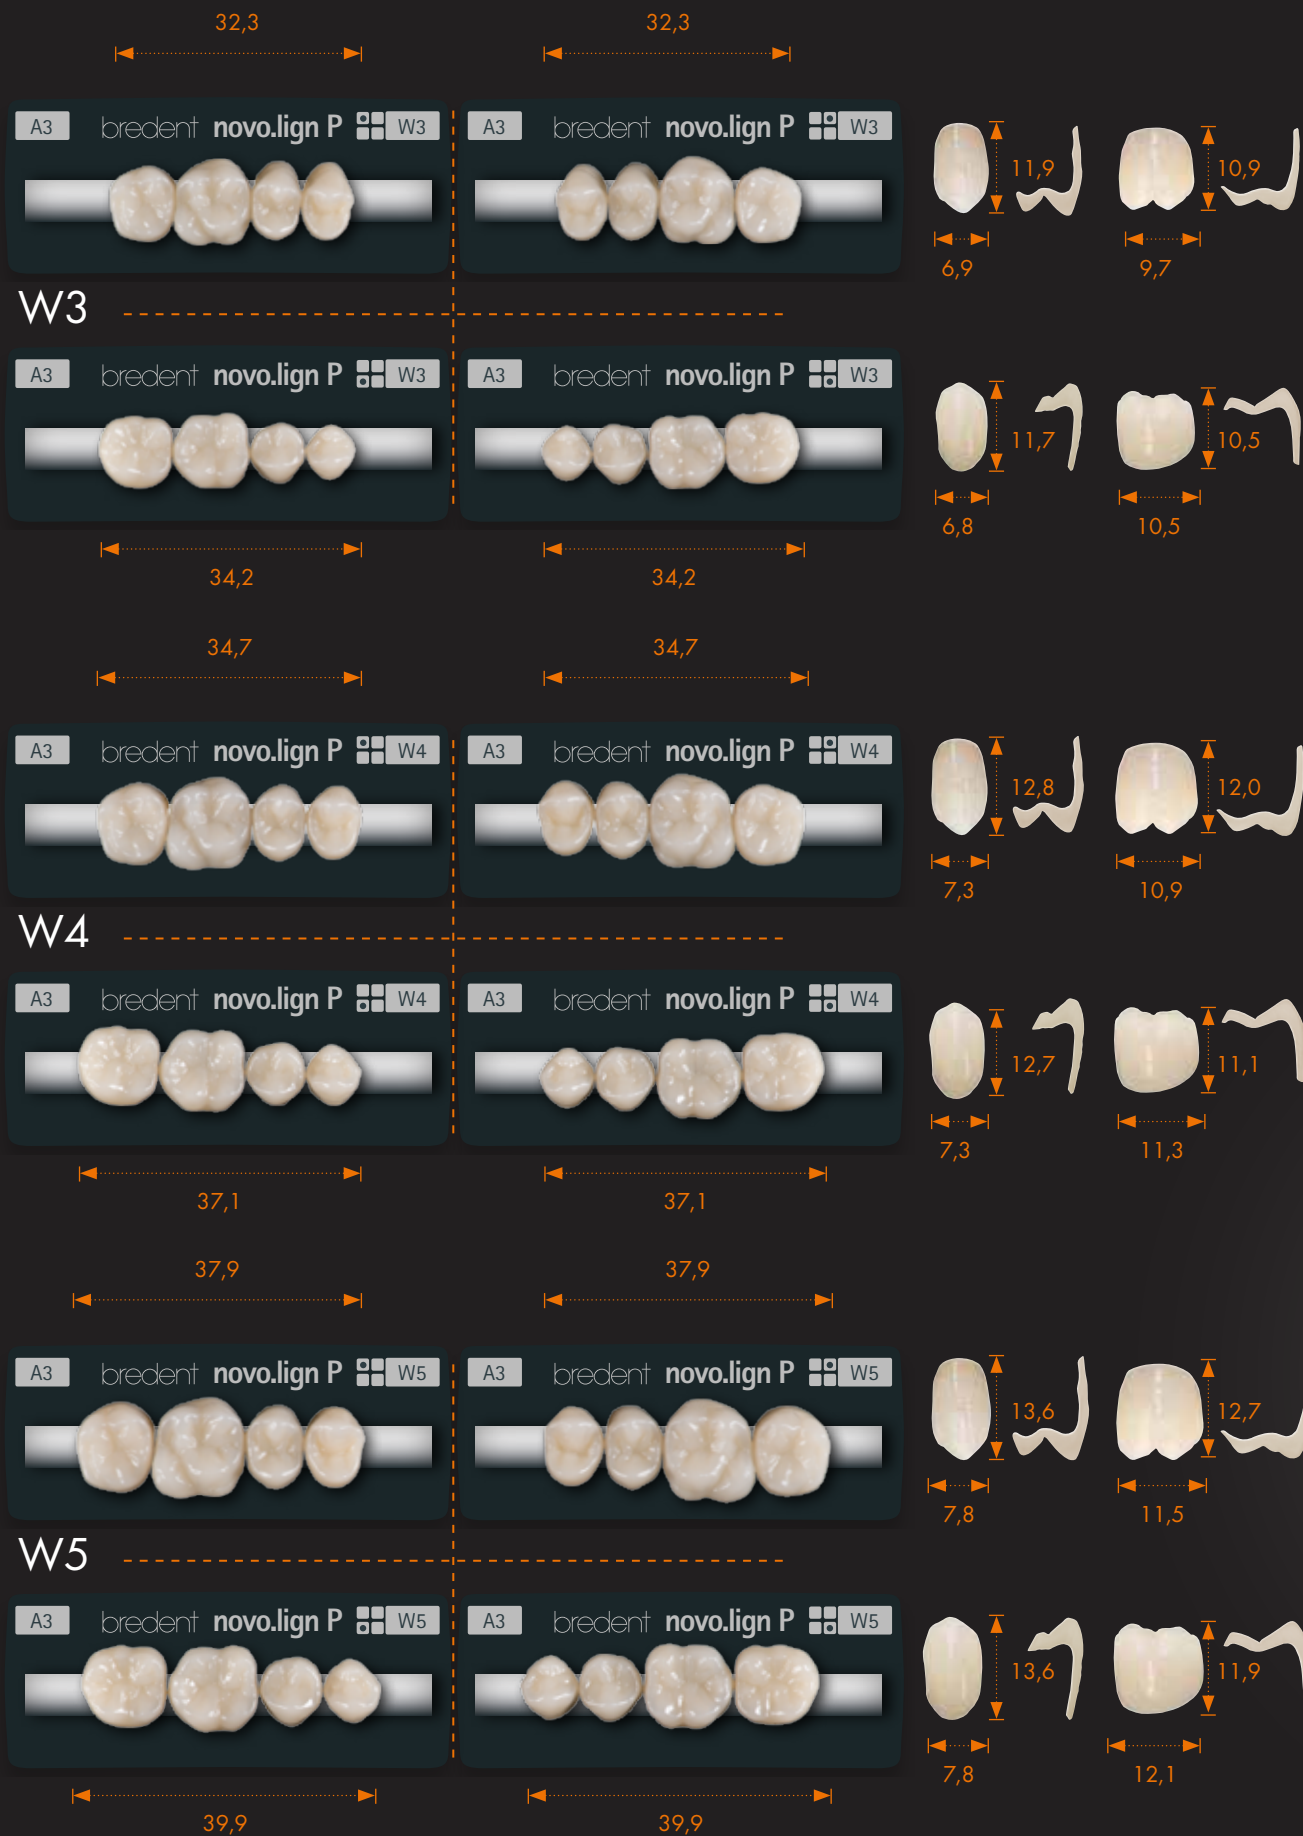 32,3 32,3
A3 bredent novo.lign P W3 A3 bredent novo.lign P W3
11,9 10,9
6,9 9,7
W3
A3 bredent novo.lign P W3 A3 bredent novo.lign P W3
11,7 10,5
6,8 10,5
34,2 34,2
34,7 34,7
A3 bredent novo.lign P W4 A3 bredent novo.lign P W4
12,8 12,0
7,3 10,9
W4
A3 bredent novo.lign P W4 A3 bredent novo.lign P W4
12,7 11,1
7,3 11,3
37,1 37,1
37,9 37,9
A3 bredent novo.lign P W5 A3 bredent novo.lign P W5
13,6 12,7
7,8 11,5
W5
A3 bredent novo.lign P W5 A3 bredent novo.lign P W5
13,6 11,9
7,8 12,1
39,9 39,9